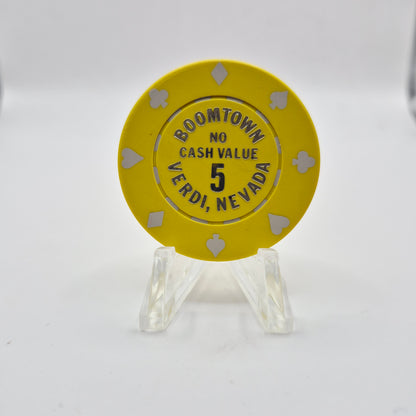 BOOMTOWN
NO
CASH VALUE
5
VERDI, NEVADA